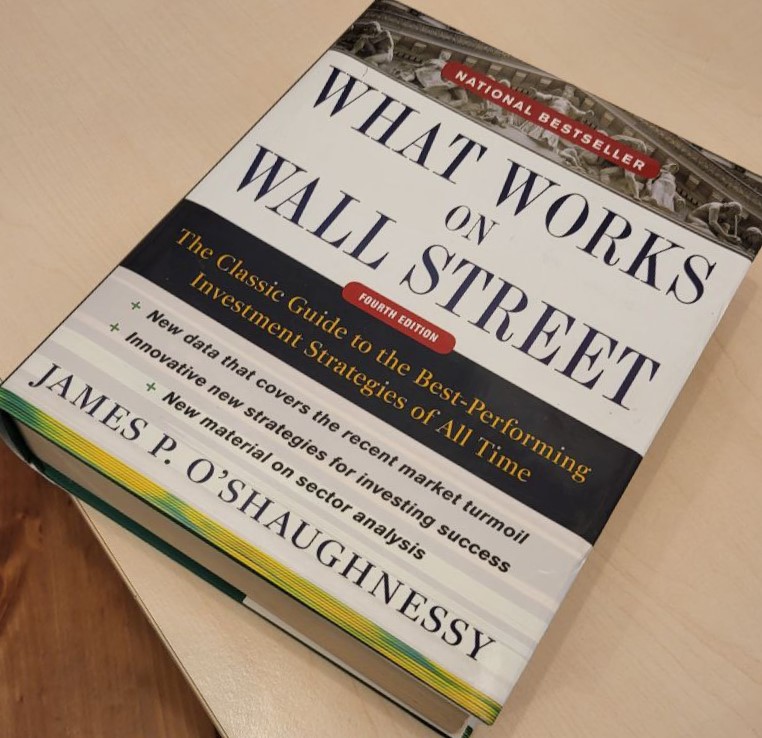 NATIONAL BESTSELLER
WHAT WORKS
ON
WALL STREET
FOURTH EDITION
The Classic Guide to the Best-Performing
Investment Strategies of All Time
+ New data that covers the recent market turmoil
+ Innovative new strategies for investing success
+ New material on sector analysis
JAMES P. O'SHAUGHNESSY